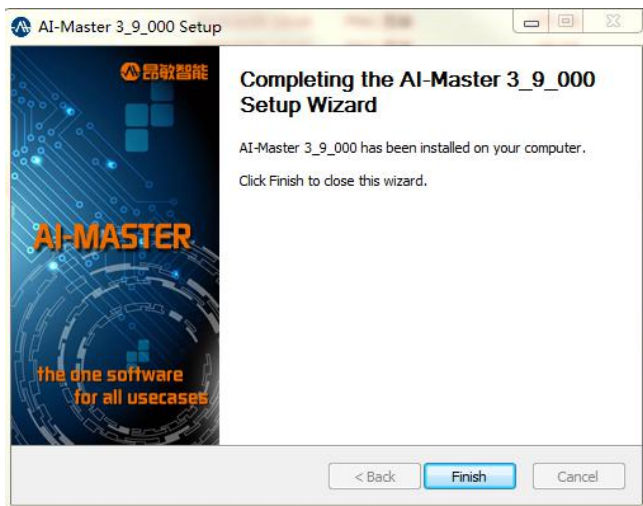 AI-Master 3_9_000 Setup
昂敏智能
Completing the AI-Master 3_9_000
Setup Wizard
AI-Master 3_9_000 has been installed on your computer.
Click Finish to close this wizard.
AI-MASTER
the one software
for all usecases
< Back
Finish
Cancel